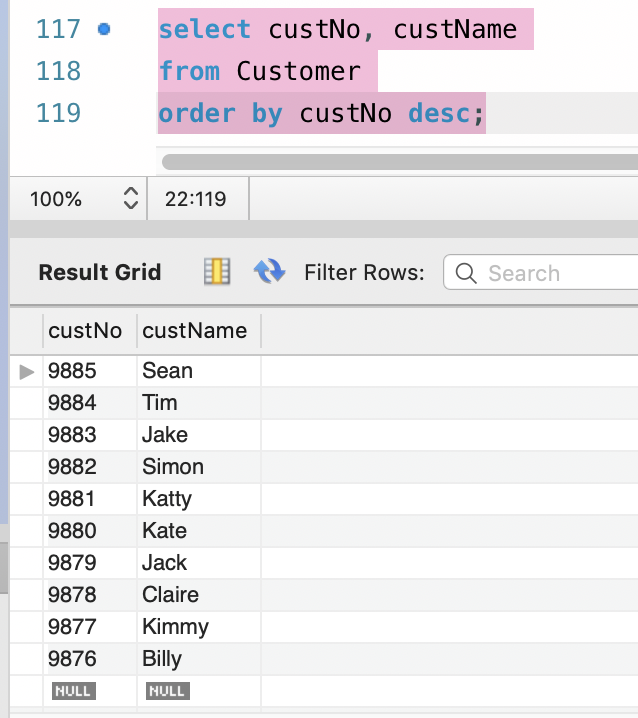 117 select custNo, custName
118 from Customer
119 order by custNo desc;
100% 22:119
Result Grid Filter Rows: Search
custNo custName
9885 Sean
9884 Tim
9883 Jake
9882 Simon
9881 Katty
9880 Kate
9879 Jack
9878 Claire
9877 Kimmy
9876 Billy
NULL NULL